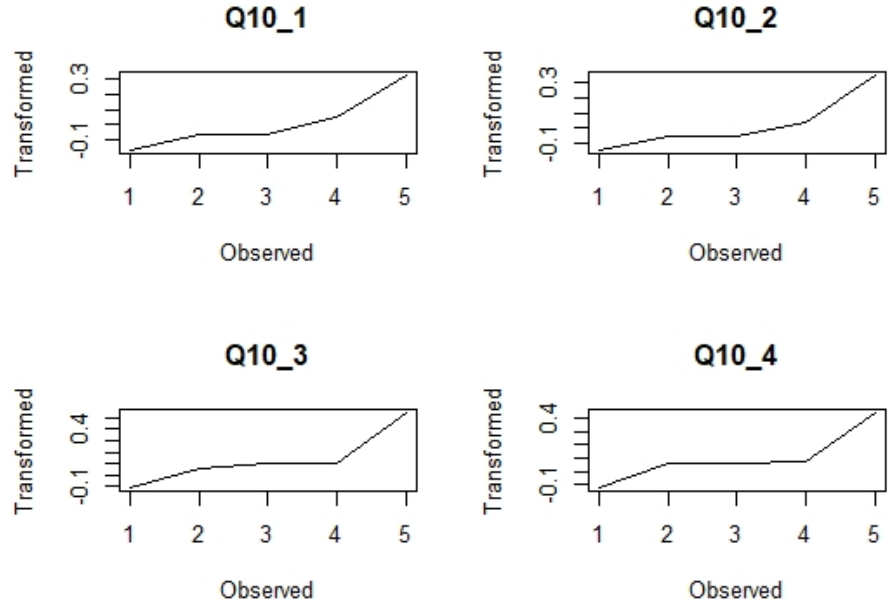 Q10_1
Transformed
0.3
-0.1
1 2 3 4 5
Observed
Q10_2
Transformed
0.3
-0.1
1 2 3 4 5
Observed
Q10_3
Transformed
0.4
-0.1
1 2 3 4 5
Observed
Q10_4
Transformed
0.4
-0.1
1 2 3 4 5
Observed